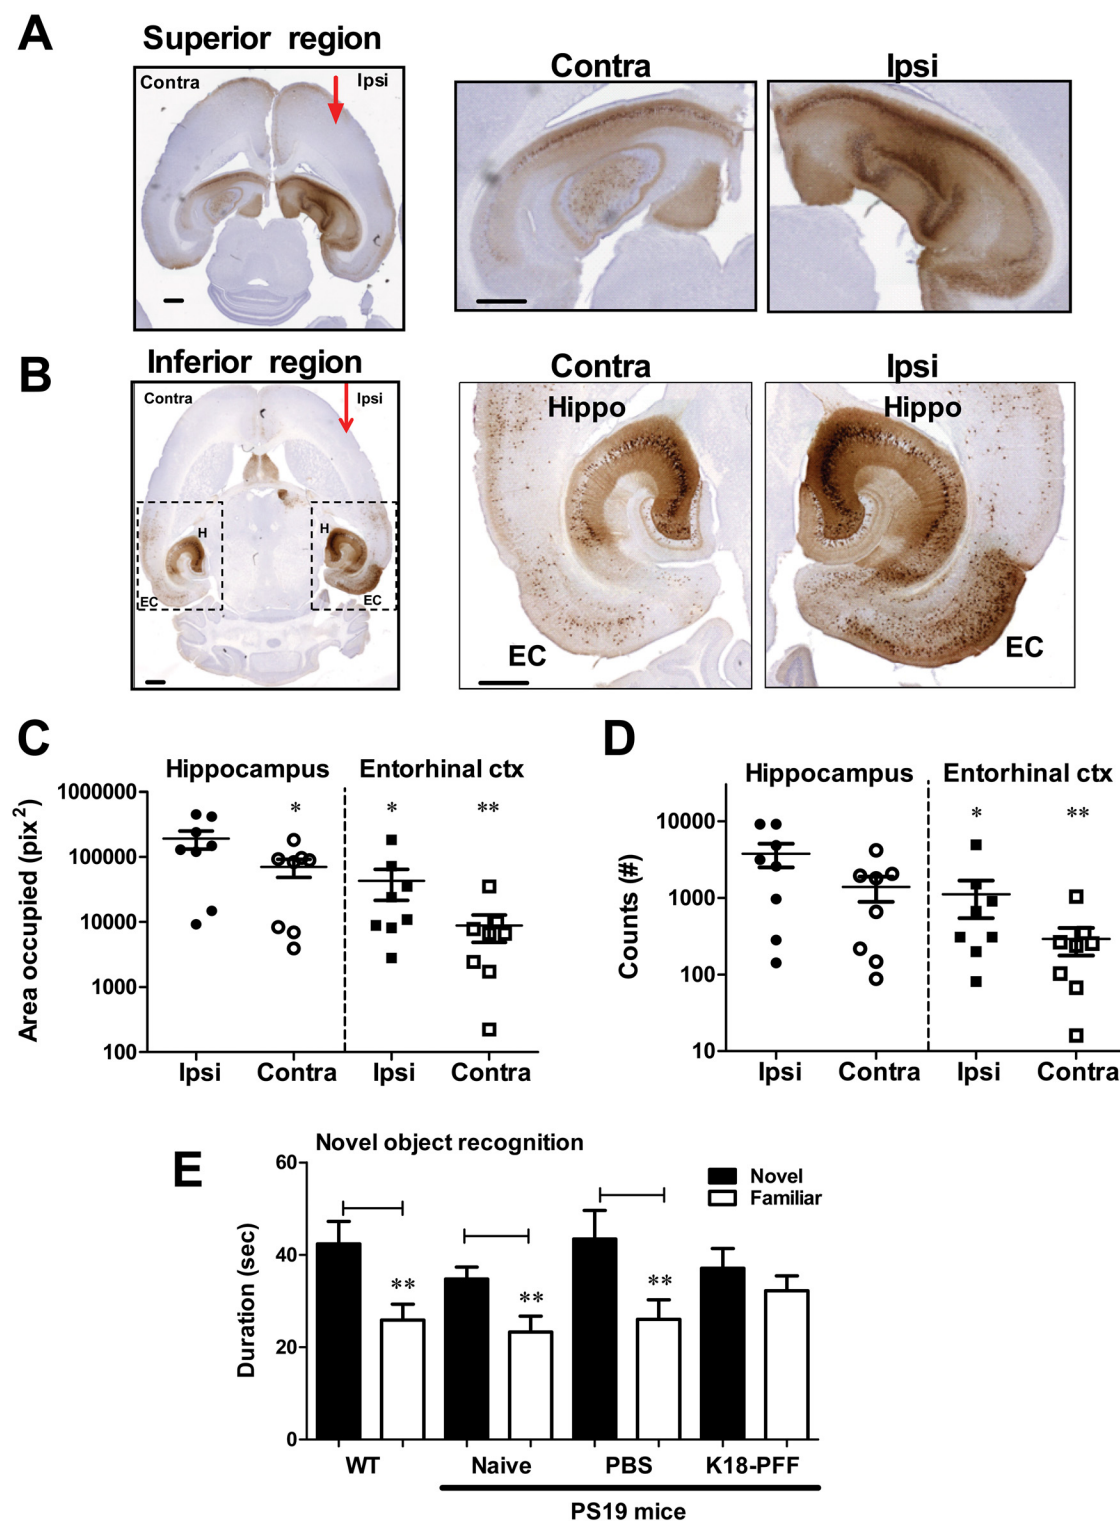 A
Superior region
Contra
Ipsi
Contra
Ipsi
B
Inferior region
Contra
Ipsi
H
H
EC
EC
Contra
Ipsi
Hippo
Hippo
EC
EC
C
Hippocampus
Entorhinal ctx
Area occupied (pix²)
1000000
100000
10000
1000
100
*
*
**
Ipsi
Contra
Ipsi
Contra
D
Hippocampus
Entorhinal ctx
Counts (#)
10000
1000
100
10
*
**
Ipsi
Contra
Ipsi
Contra
E
Novel object recognition
Duration (sec)
60
40
20
0
Novel
Familiar
**
**
**
WT
Naive
PBS
K18-PFF
PS19 mice